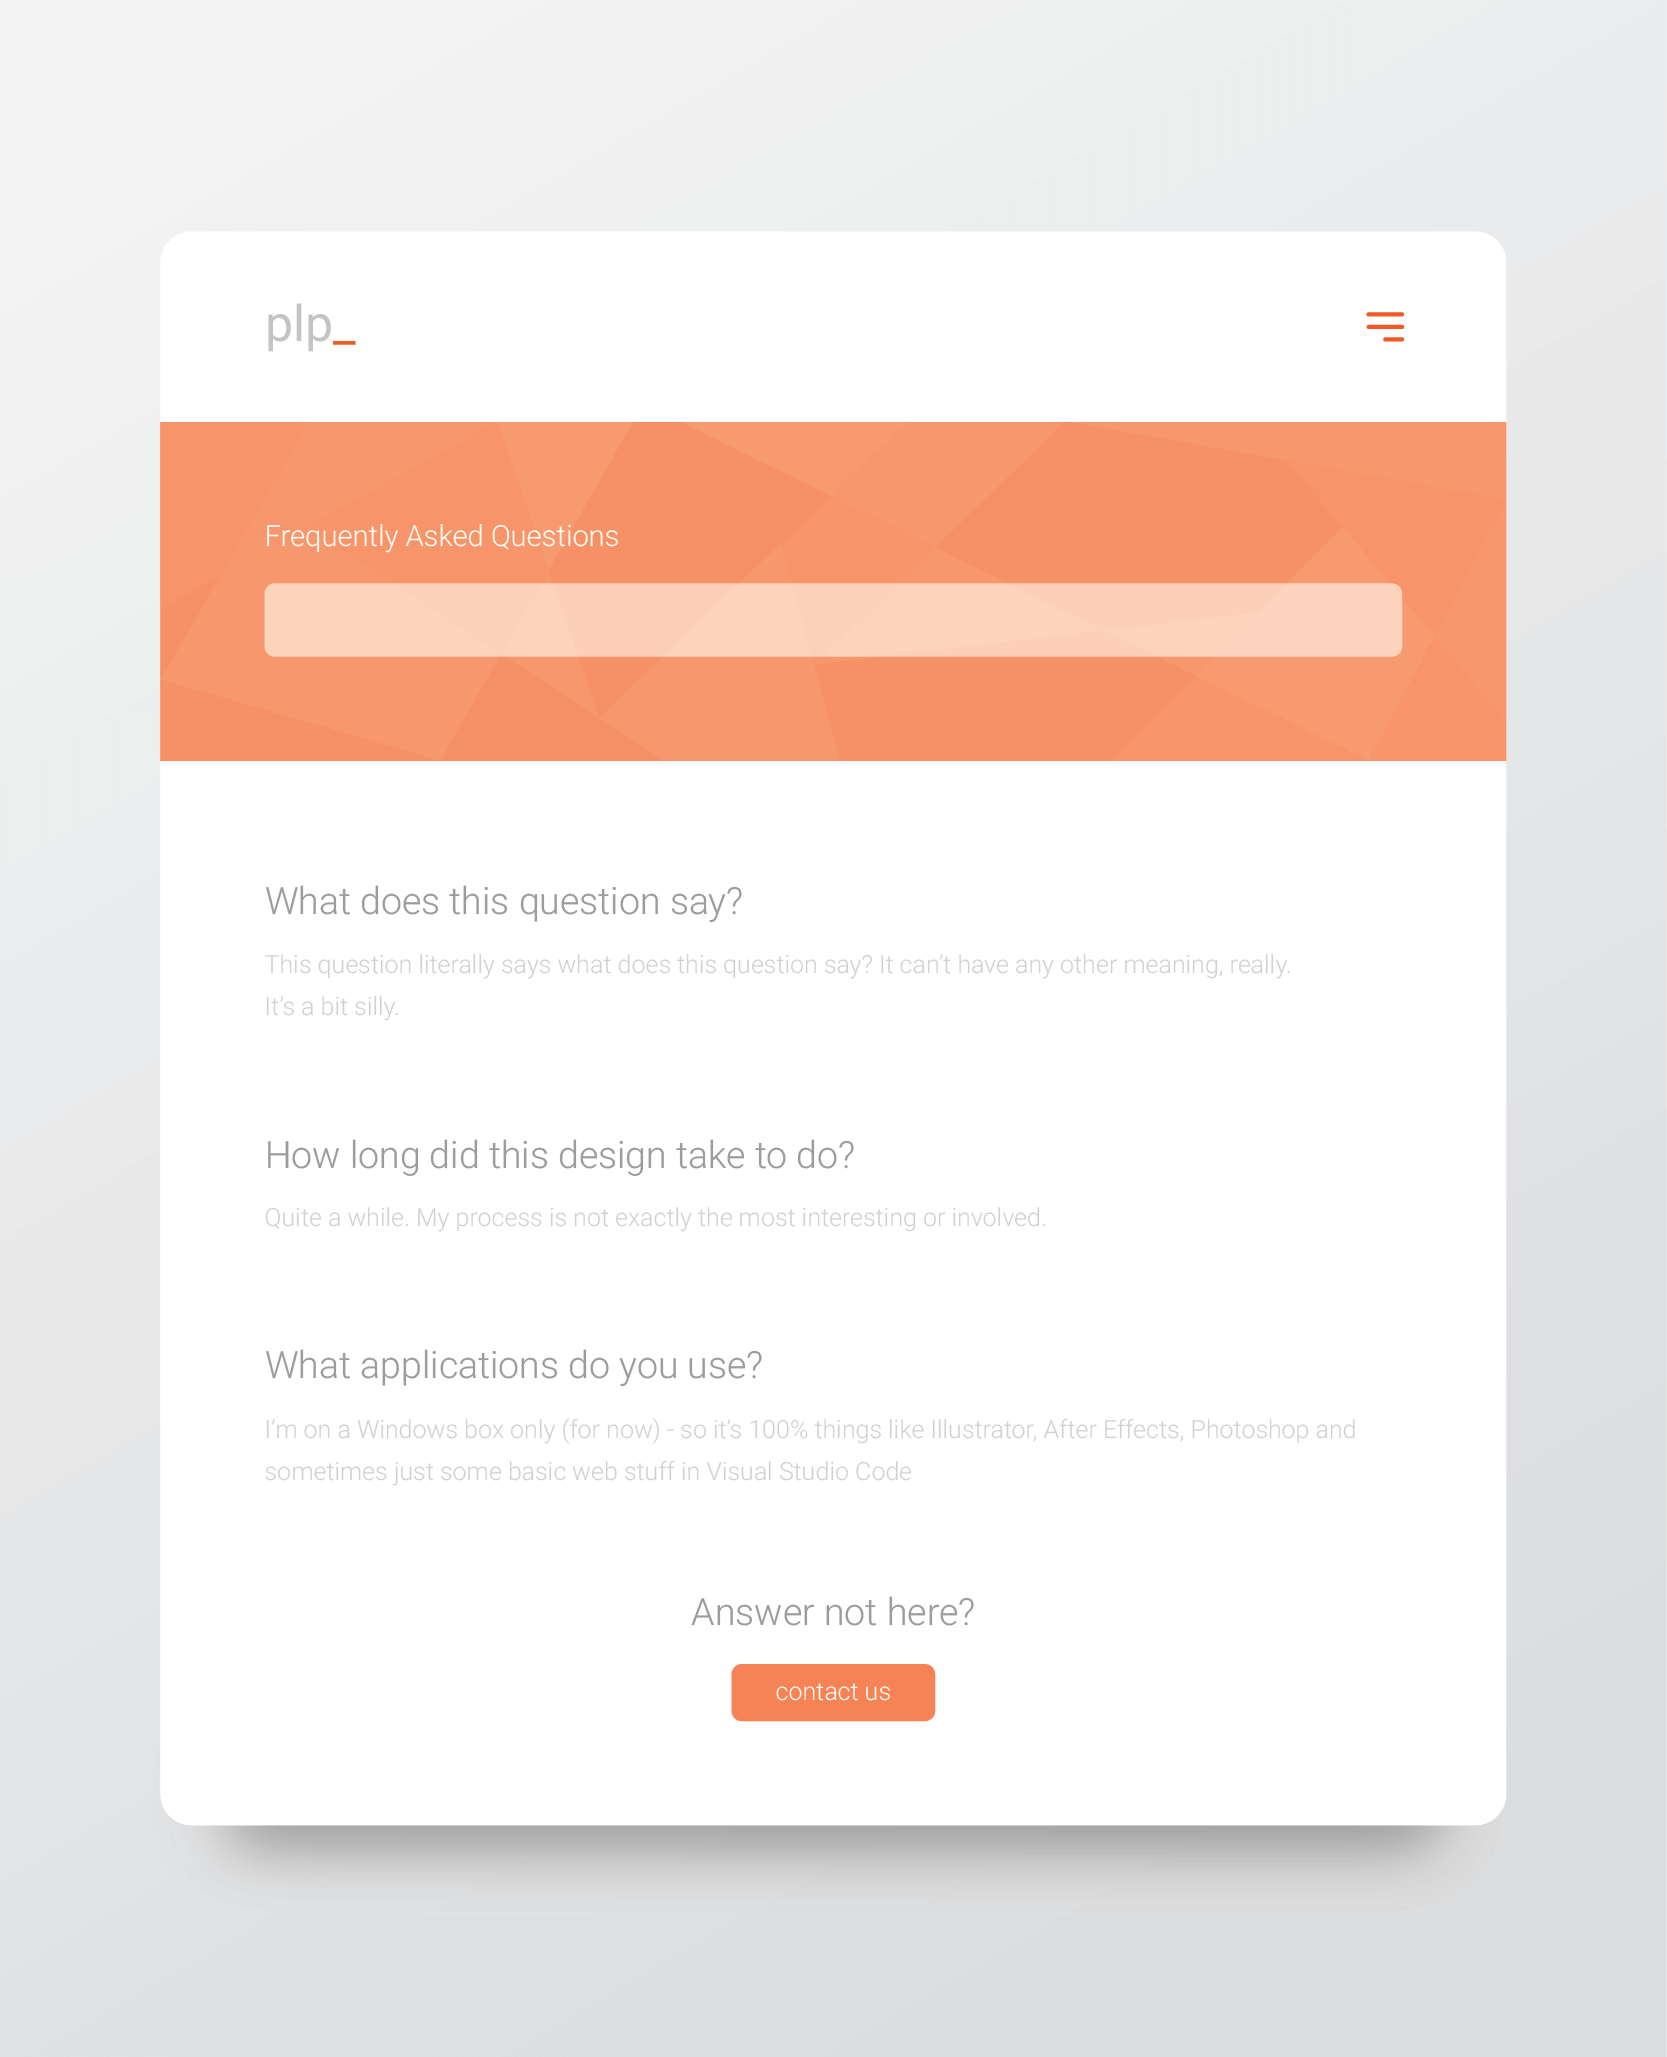 plp_
Frequently Asked Questions
What does this question say?
This question literally says what does this question say? It can’t have any other meaning, really.
It’s a bit silly.
How long did this design take to do?
Quite a while. My process is not exactly the most interesting or involved.
What applications do you use?
I’m on a Windows box only (for now) - so it’s 100% things like Illustrator, After Effects, Photoshop and
sometimes just some basic web stuff in Visual Studio Code
Answer not here?
contact us